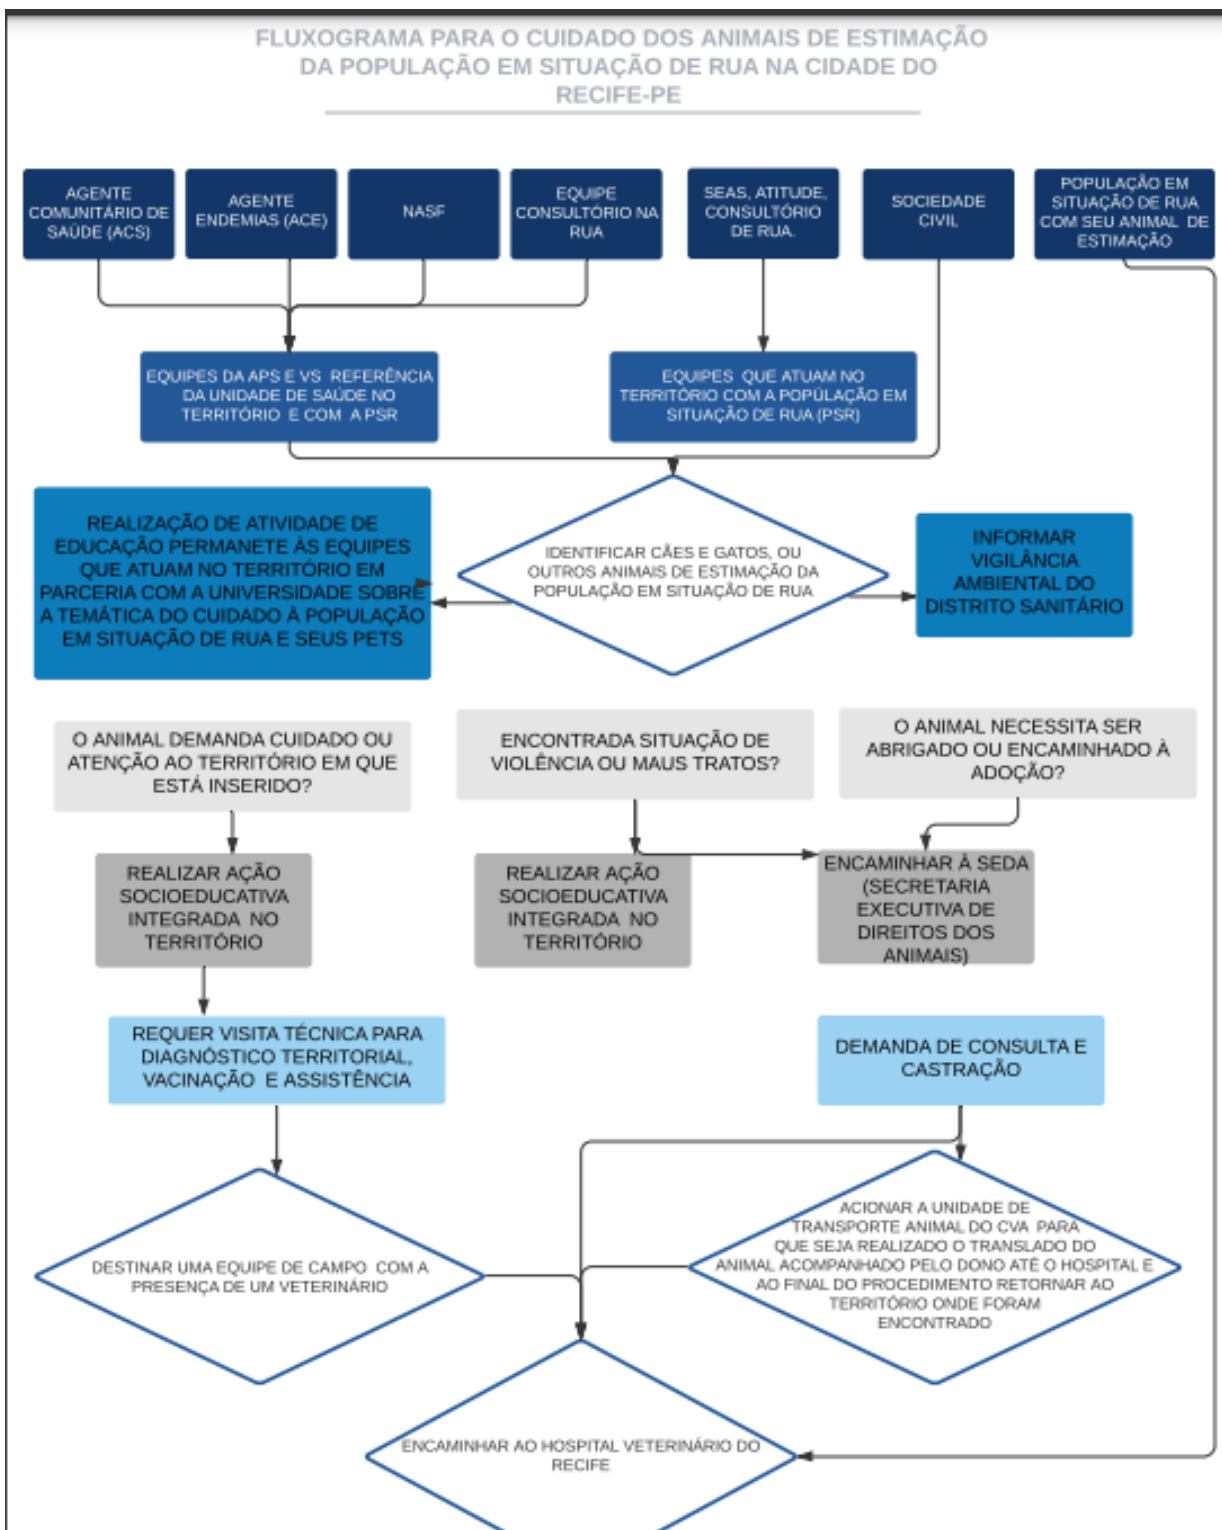 FLUXOGRAMA PARA O CUIDADO DOS ANIMAIS DE ESTIMAÇÃO
DA POPULAÇÃO EM SITUAÇÃO DE RUA NA CIDADE DO
RECIFE-PE
AGENTE
COMUNITÁRIO DE
SAÚDE (ACS)
AGENTE
ENDEMIAS (ACE)
NASF
EQUIPE
CONSULTÓRIO NA
RUA
SEAS, ATITUDE,
CONSULTÓRIO
DE RUA.
SOCIEDADE
CIVIL
POPULAÇÃO EM
SITUAÇÃO DE RUA
COM SEU ANIMAL DE
ESTIMAÇÃO
EQUIPES DA APS E VS REFERÊNCIA
DA UNIDADE DE SAÚDE NO
TERRITÓRIO E COM A PSR
EQUIPES QUE ATUAM NO
TERRITÓRIO COM A POPÚLAÇÃO EM
SITUAÇÃO DE RUA (PSR)
REALIZAÇÃO DE ATIVIDADE DE
EDUCAÇÃO PERMANETE ÀS EQUIPES
QUE ATUAM NO TERRITÓRIO EM
PARCERIA COM A UNIVERSIDADE SOBRE
A TEMÁTICA DO CUIDADO À POPULAÇÃO
EM SITUAÇÃO DE RUA E SEUS PETS
IDENTIFICAR CÃES E GATOS, OU
OUTROS ANIMAIS DE ESTIMAÇÃO DA
POPULAÇÃO EM SITUAÇÃO DE RUA
INFORMAR
VIGILÂNCIA
AMBIENTAL DO
DISTRITO SANITÁRIO
O ANIMAL DEMANDA CUIDADO OU
ATENÇÃO AO TERRITÓRIO EM QUE
ESTÁ INSERIDO?
ENCONTRADA SITUAÇÃO DE
VIOLÊNCIA OU MAUS TRATOS?
O ANIMAL NECESSITA SER
ABRIGADO OU ENCAMINHADO À
ADOÇÃO?
REALIZAR AÇÃO
SOCIOEDUCATIVA
INTEGRADA NO
TERRITÓRIO
REALIZAR AÇÃO
SOCIOEDUCATIVA
INTEGRADA NO
TERRITÓRIO
ENCAMINHAR À SEDA
(SECRETARIA
EXECUTIVA DE
DIREITOS DOS
ANIMAIS)
REQUER VISITA TÉCNICA PARA
DIAGNÓSTICO TERRITORIAL,
VACINAÇÃO E ASSISTÊNCIA
DEMANDA DE CONSULTA E
CASTRAÇÃO
DESTINAR UMA EQUIPE DE CAMPO COM A
PRESENÇA DE UM VETERINÁRIO
ACIONAR A UNIDADE DE
TRANSPORTE ANIMAL DO CVA PARA
QUE SEJA REALIZADO O TRANSLADO DO
ANIMAL ACOMPANHADO PELO DONO ATÉ O HOSPITAL E
AO FINAL DO PROCEDIMENTO RETORNAR AO
TERRITÓRIO ONDE FORAM
ENCONTRADO
ENCAMINHAR AO HOSPITAL VETERINÁRIO DO
RECIFE